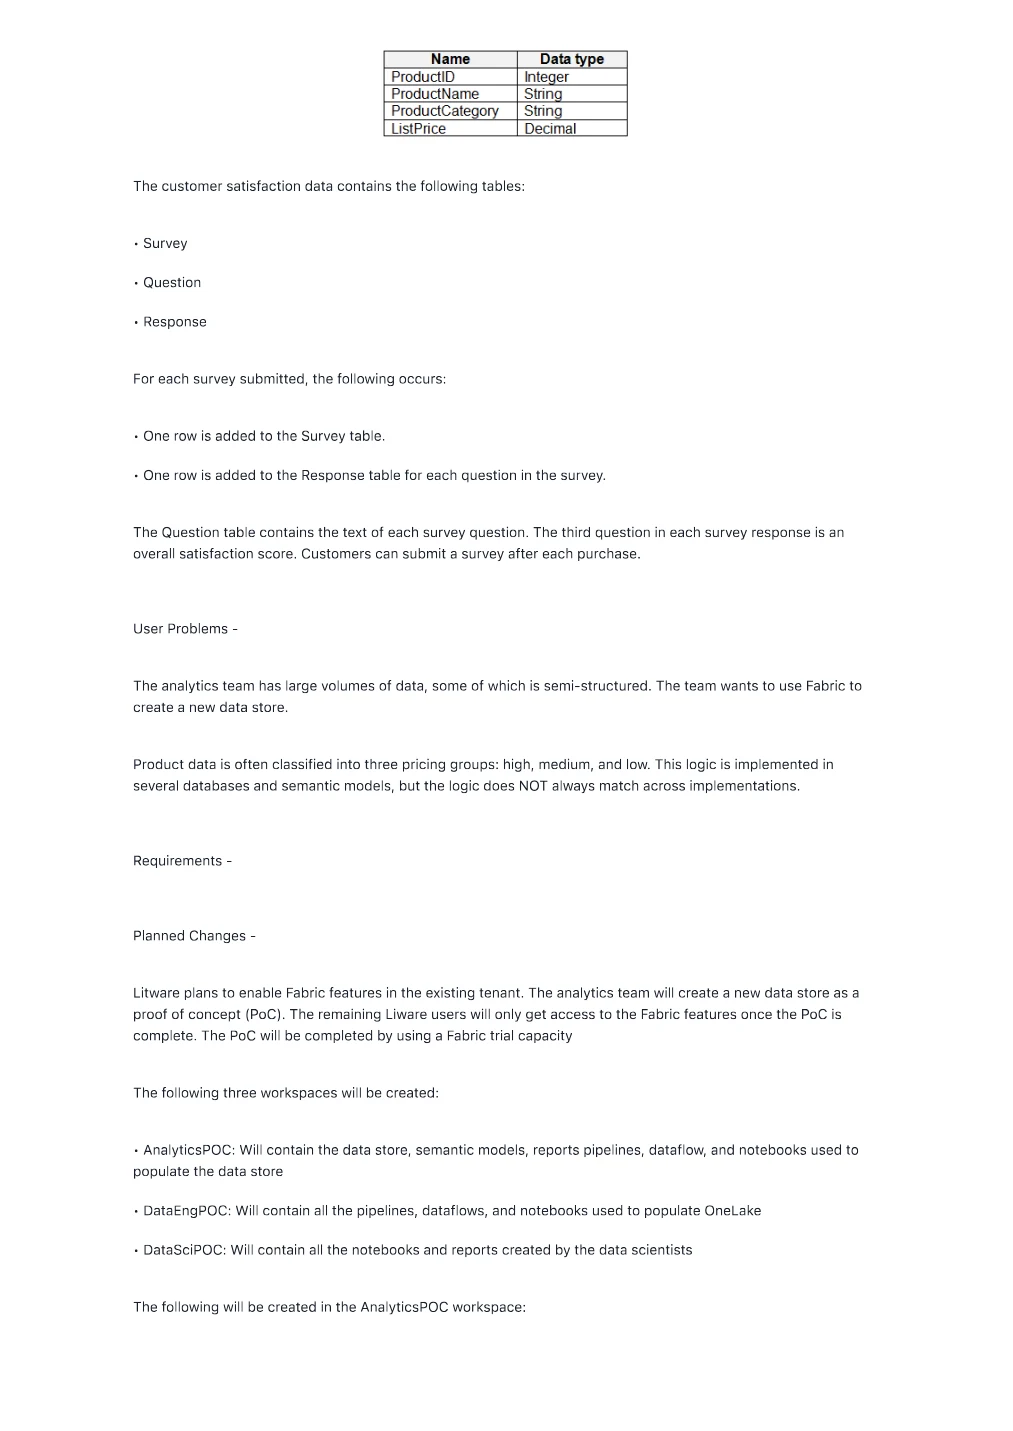 Name Data type
ProductID Integer
ProductName String
ProductCategory String
ListPrice Decimal
The customer satisfaction data contains the following tables:
• Survey
• Question
• Response
For each survey submitted, the following occurs:
• One row is added to the Survey table.
• One row is added to the Response table for each question in the survey.
The Question table contains the text of each survey question. The third question in each survey response is an
overall satisfaction score. Customers can submit a survey after each purchase.
User Problems -
The analytics team has large volumes of data, some of which is semi-structured. The team wants to use Fabric to
create a new data store.
Product data is often classified into three pricing groups: high, medium, and low. This logic is implemented in
several databases and semantic models, but the logic does NOT always match across implementations.
Requirements -
Planned Changes -
Litware plans to enable Fabric features in the existing tenant. The analytics team will create a new data store as a
proof of concept (PoC). The remaining Liware users will only get access to the Fabric features once the PoC is
complete. The PoC will be completed by using a Fabric trial capacity
The following three workspaces will be created:
• AnalyticsPOC: Will contain the data store, semantic models, reports pipelines, dataflow, and notebooks used to
populate the data store
• DataEngPOC: Will contain all the pipelines, dataflows, and notebooks used to populate OneLake
• DataSciPOC: Will contain all the notebooks and reports created by the data scientists
The following will be created in the AnalyticsPOC workspace: